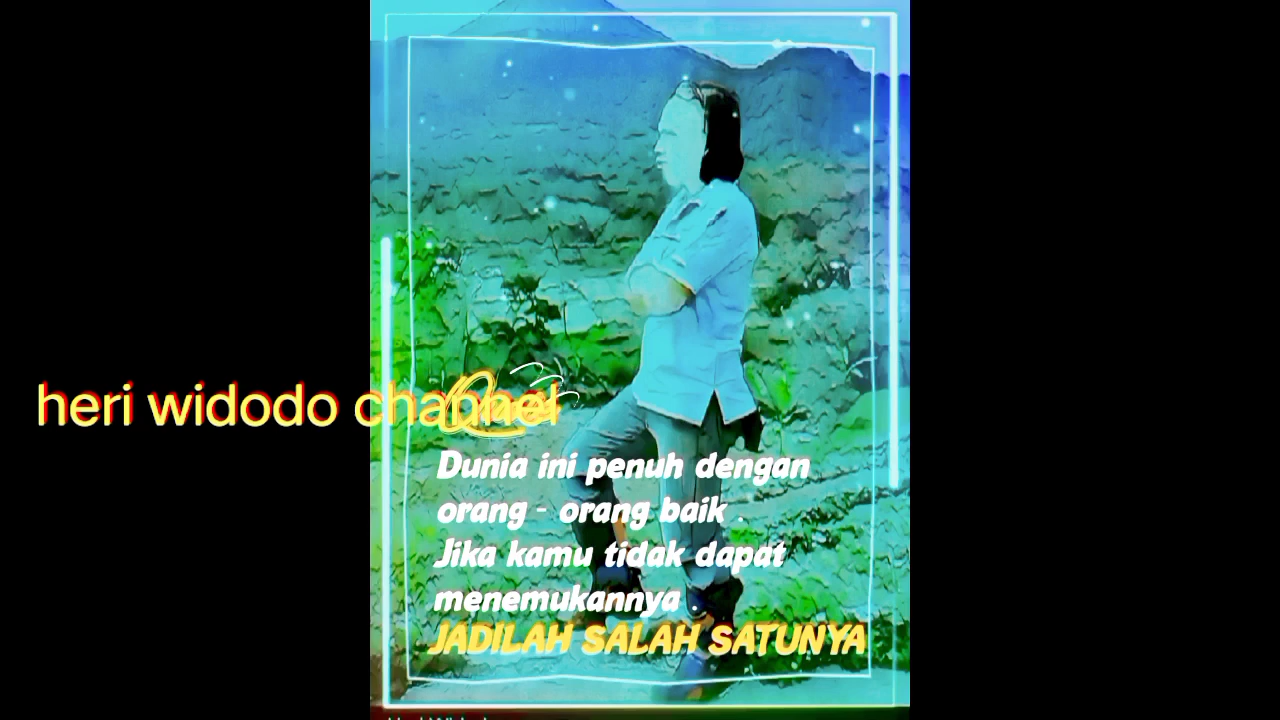 heri widodo channel
Dunia ini penuh dengan
orang - orang baik .
Jika kamu tidak dapat
menemukannya .
JADILAH SALAH SATUNYA